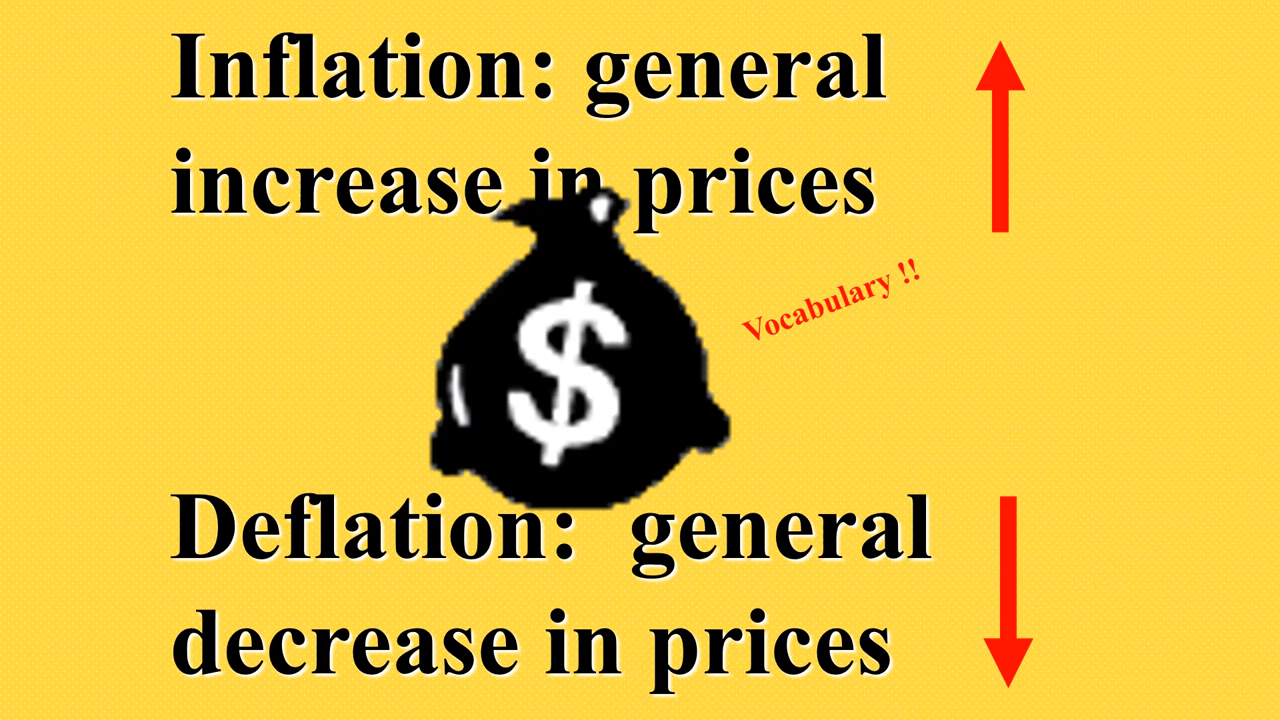 Inflation: general
increase in prices
Vocabulary !!
$
Deflation:  general
decrease in prices